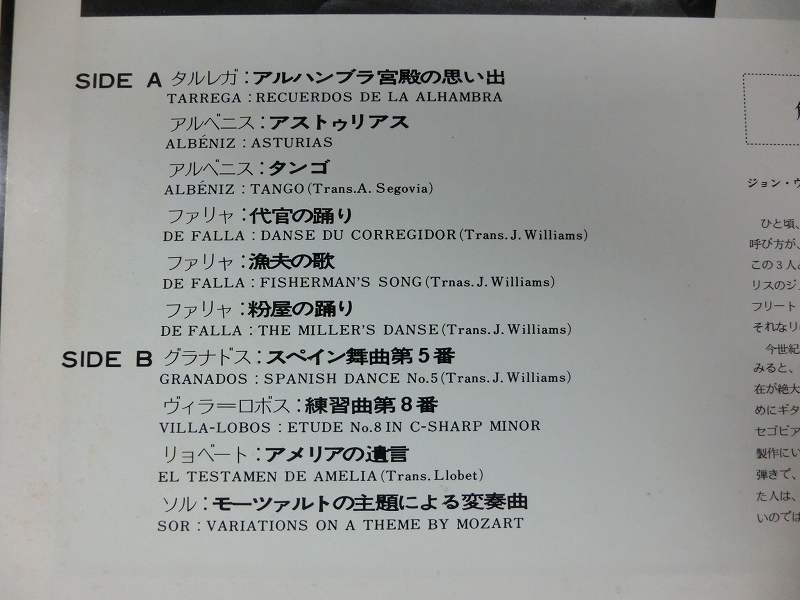 SIDE A タルレガ：アルハンブラ宮殿の思い出
TARREGA : RECUERDOS DE LA ALHAMBRA
アルベニス：アストゥリアス
ALBÉNIZ : ASTURIAS
アルベニス：タンゴ
ALBÉNIZ : TANGO (Trans. A. Segovia)
ファリャ：代官の踊り
DE FALLA : DANSE DU CORREGIDOR (Trans. J. Williams)
ファリャ：漁夫の歌
DE FALLA : FISHERMAN'S SONG (Trnas. J. Williams)
ファリャ：粉屋の踊り
DE FALLA : THE MILLER'S DANSE (Trans. J. Williams)
SIDE B グラナドス：スペイン舞曲第5番
GRANADOS : SPANISH DANCE No.5 (Trans. J. Williams)
ヴィラ＝ロボス：練習曲第8番
VILLA-LOBOS : ETUDE No.8 IN C-SHARP MINOR
リョベート：アメリアの遺言
EL TESTAMEN DE AMELIA (Trans. Llobet)
ソル：モーツァルトの主題による変奏曲
SOR : VARIATIONS ON A THEME BY MOZART
ジョン・ウ
ひと頃、
呼び方が、
この3人
リスのジ
フリート
それなり
今世紀
みると、
在が絶大
めにギタ
セゴビア
製作にい
弾きで、
た人は、
いのでは